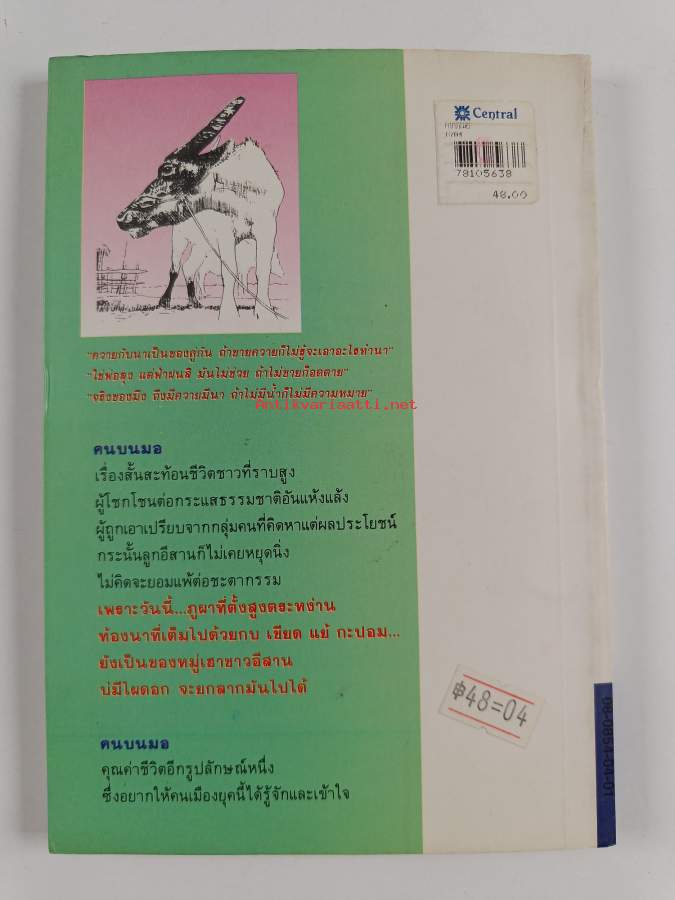 Central
78105638
48.00
"ควายกับนาเป็นของคู่กัน ถ้าขายควายก็ไม่ฮู้จะเอาอะไรทำนา"
"ใช่พ่อลุง แต่ฟ้าฝนสิ มันไม่ช่วย ถ้าไม่ขายก็อดตาย"
"จริงของมึง ถึงมีควายมีนา ถ้าไม่มีน้ำก็ไม่มีความหมาย"
Antikvariaatti.net
คนบนมอ
เรื่องสั้นสะท้อนชีวิตชาวที่ราบสูง
ผู้โชกโชนต่อกระแสธรรมชาติอันแห้งแล้ง
ผู้ถูกเอาเปรียบจากกลุ่มคนที่คิดหาแต่ผลประโยชน์
กระนั้นลูกอีสานก็ไม่เคยหยุดนิ่ง
ไม่คิดจะยอมแพ้ต่อชะตากรรม
เพราะวันนี้...ภูผาที่ตั้งสูงตระหง่าน
ท้องนาที่เต็มไปด้วยกบ เขียด แย้ กะปอม...
ยังเป็นของหมู่เฮาชาวอีสาน
บ่มีไผดอก จะยกลากมันไปได้
฿48=04
คนบนมอ
คุณค่าชีวิตอีกรูปลักษณ์หนึ่ง
ซึ่งอยากให้คนเมืองยุคนี้ได้รู้จักและเข้าใจ